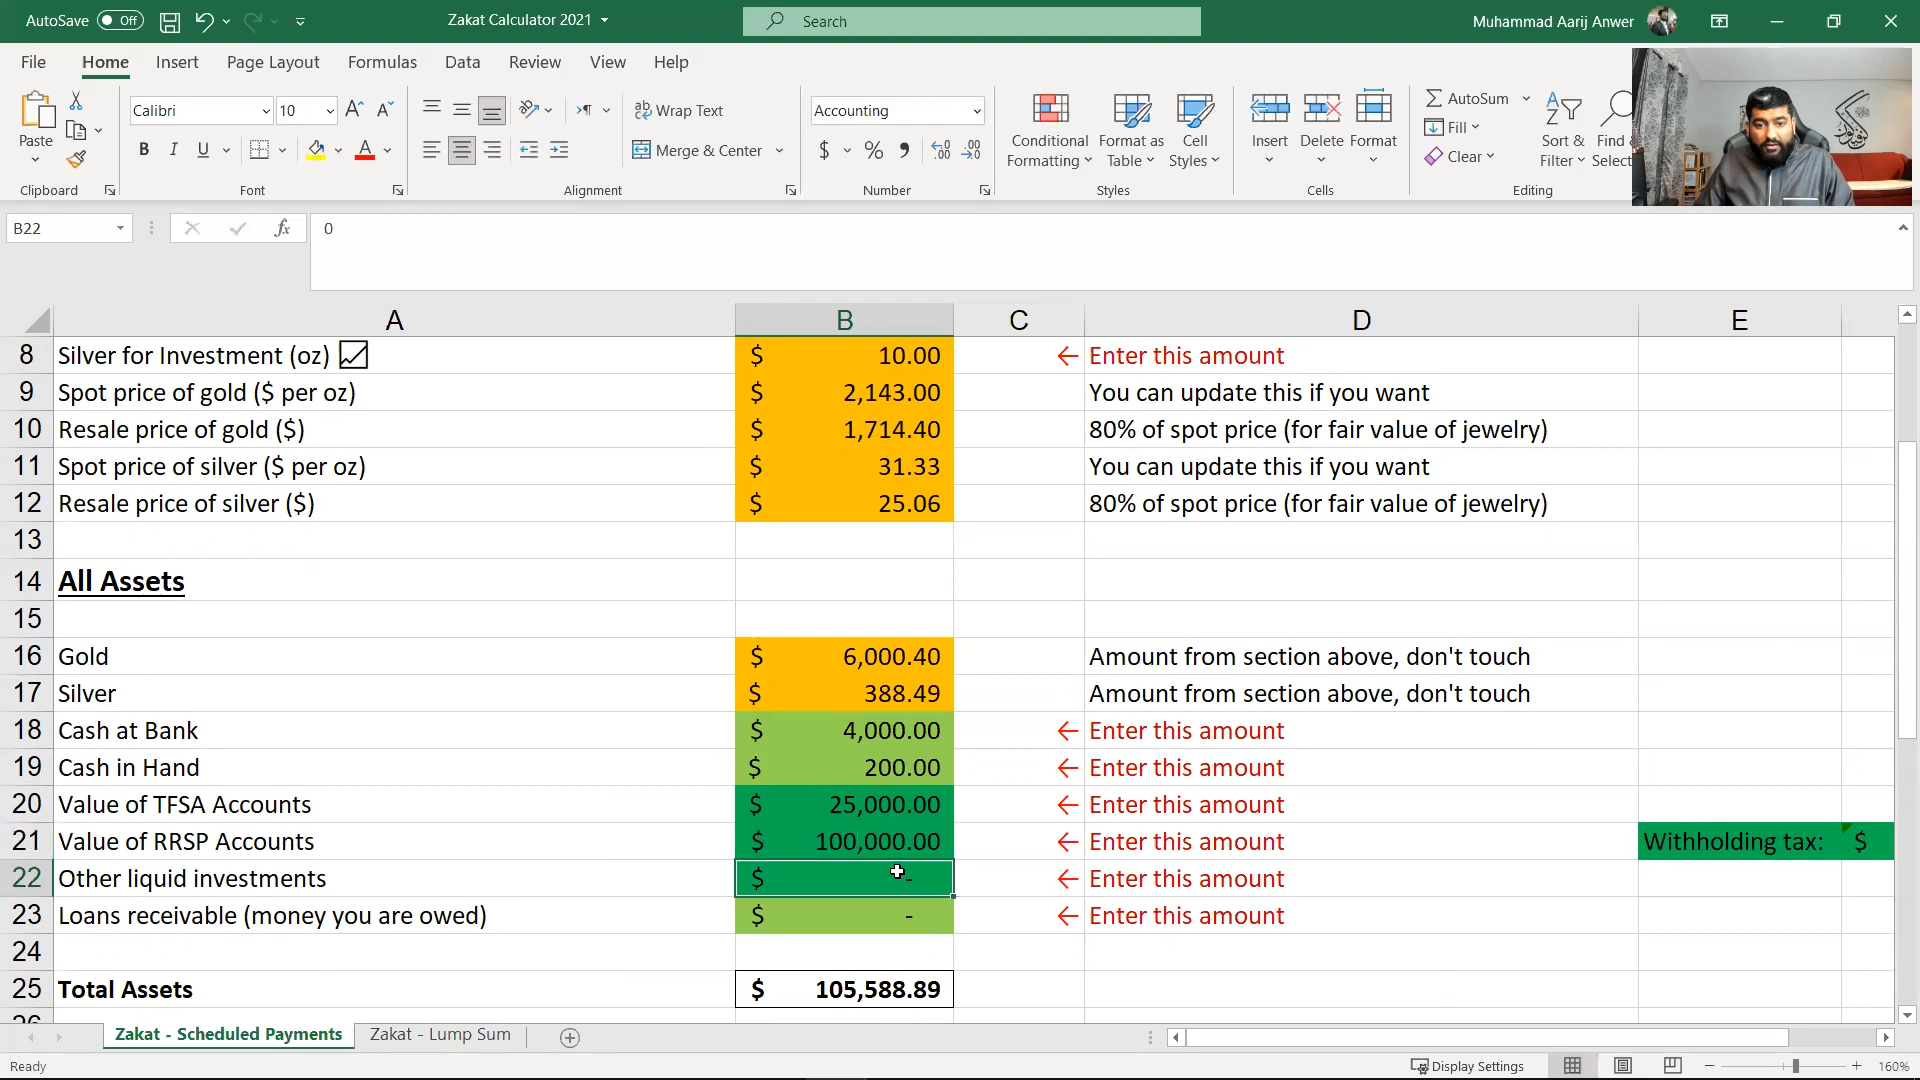 AutoSave Off
Zakat Calculator 2021
Search
Muhammad Aarij Anwer
File Home Insert Page Layout Formulas Data Review View Help
Paste
Clipboard
Calibri 10
B I U
Font
Wrap Text
Merge & Center
Alignment
Accounting
$ % ,
Number
Conditional Formatting
Format as Table
Cell Styles
Styles
Insert Delete Format
Cells
AutoSum
Fill
Clear
Sort & Filter
Find & Select
Editing
B22 fx 0
A B C D E
8 Silver for Investment (oz) $ 10.00 ← Enter this amount
9 Spot price of gold ($ per oz) $ 2,143.00 You can update this if you want
10 Resale price of gold ($) $ 1,714.40 80% of spot price (for fair value of jewelry)
11 Spot price of silver ($ per oz) $ 31.33 You can update this if you want
12 Resale price of silver ($) $ 25.06 80% of spot price (for fair value of jewelry)
13
14 All Assets
15
16 Gold $ 6,000.40 Amount from section above, don't touch
17 Silver $ 388.49 Amount from section above, don't touch
18 Cash at Bank $ 4,000.00 ← Enter this amount
19 Cash in Hand $ 200.00 ← Enter this amount
20 Value of TFSA Accounts $ 25,000.00 ← Enter this amount
21 Value of RRSP Accounts $ 100,000.00 ← Enter this amount Withholding tax: $
22 Other liquid investments $ - ← Enter this amount
23 Loans receivable (money you are owed) $ - ← Enter this amount
24
25 Total Assets $ 105,588.89
26
Zakat - Scheduled Payments Zakat - Lump Sum
Ready
Display Settings
160%